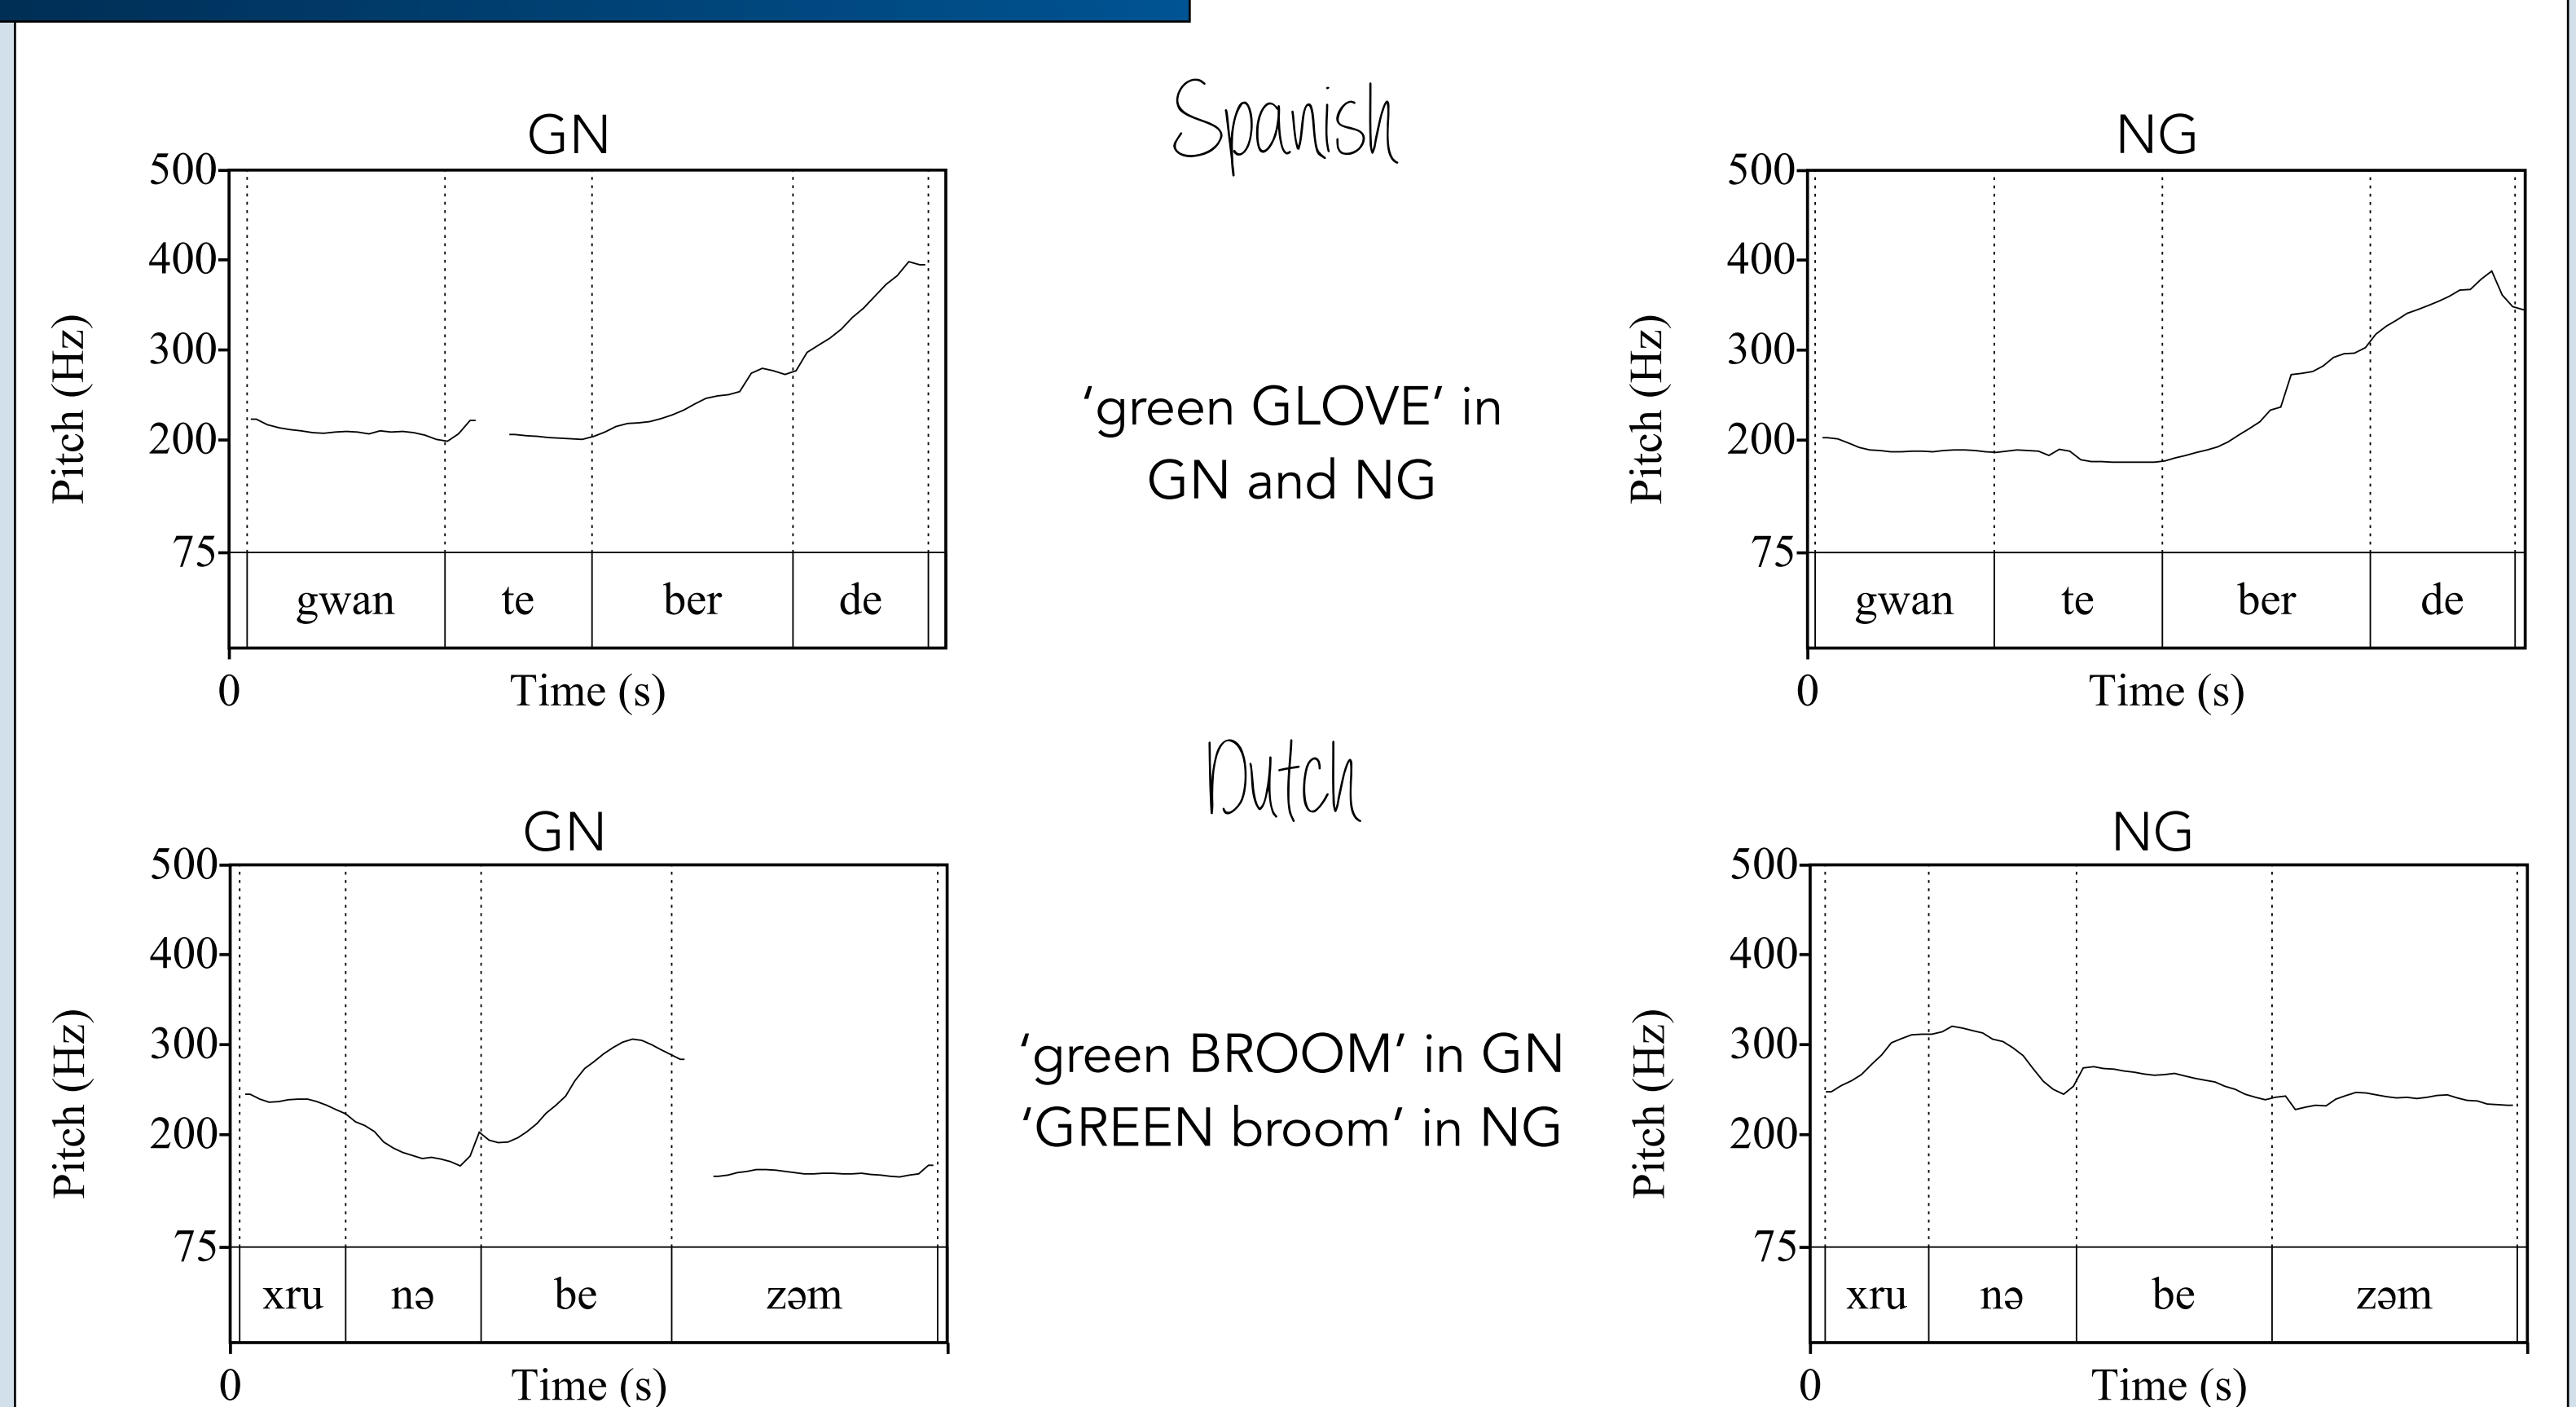 Spanish
GN
500
400
300
200
75
Pitch (Hz)
gwan te ber de
0
Time (s)
‘green GLOVE’ in
GN and NG
NG
500
400
300
200
75
Pitch (Hz)
gwan te ber de
0
Time (s)
Dutch
GN
500
400
300
200
75
Pitch (Hz)
xru nə be zəm
0
Time (s)
‘green BROOM’ in GN
‘GREEN broom’ in NG
NG
500
400
300
200
75
Pitch (Hz)
xru nə be zəm
0
Time (s)